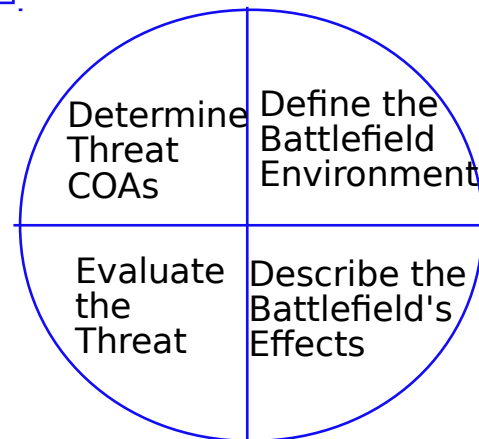 Determine
Threat
COAs
Define the
Battlefield
Environment
Evaluate
the
Threat
Describe the
Battlefield's
Effects